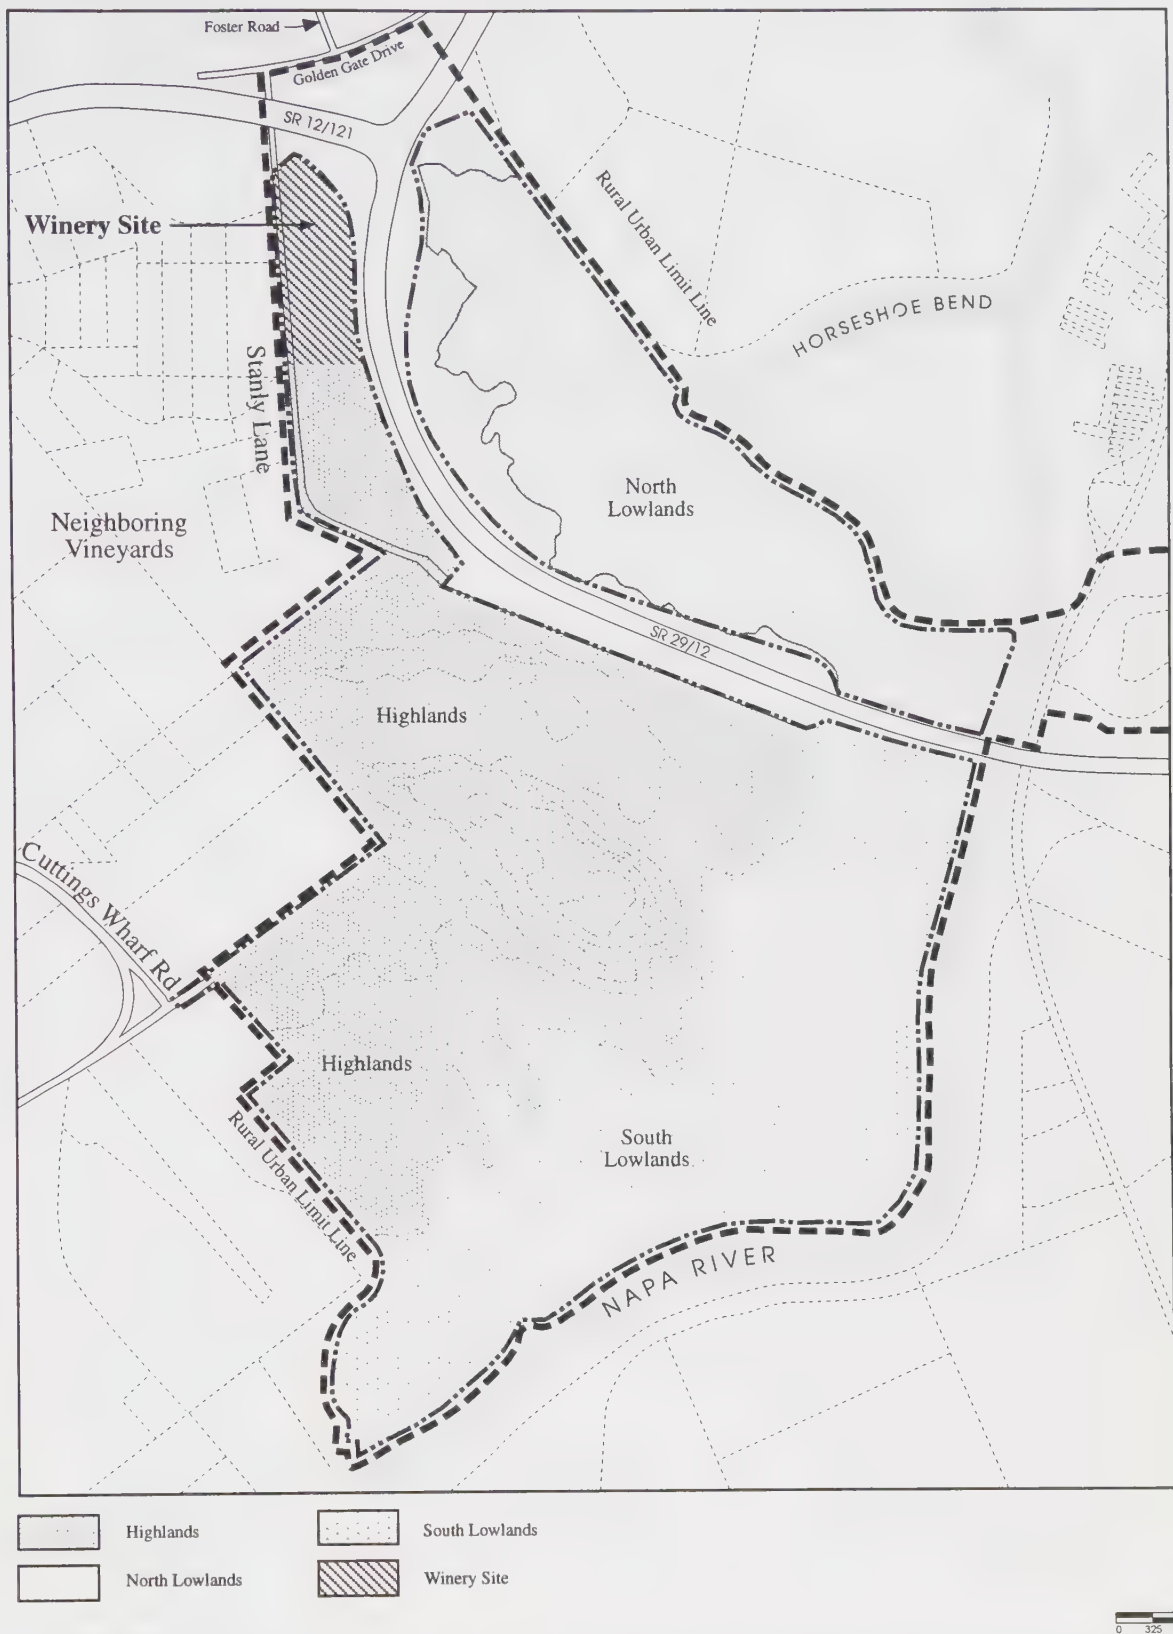 Foster Road
Golden Gate Drive
SR 12/121
Winery Site
Rural Urban Limit Line
HORSESHOE BEND
Stanly Lane
North
Lowlands
Neighboring
Vineyards
SR 29/12
Highlands
Cuttings Wharf Rd
Highlands
Rural Urban Limit Line
South
Lowlands
NAPA RIVER
Highlands
South Lowlands
North Lowlands
Winery Site
0 325